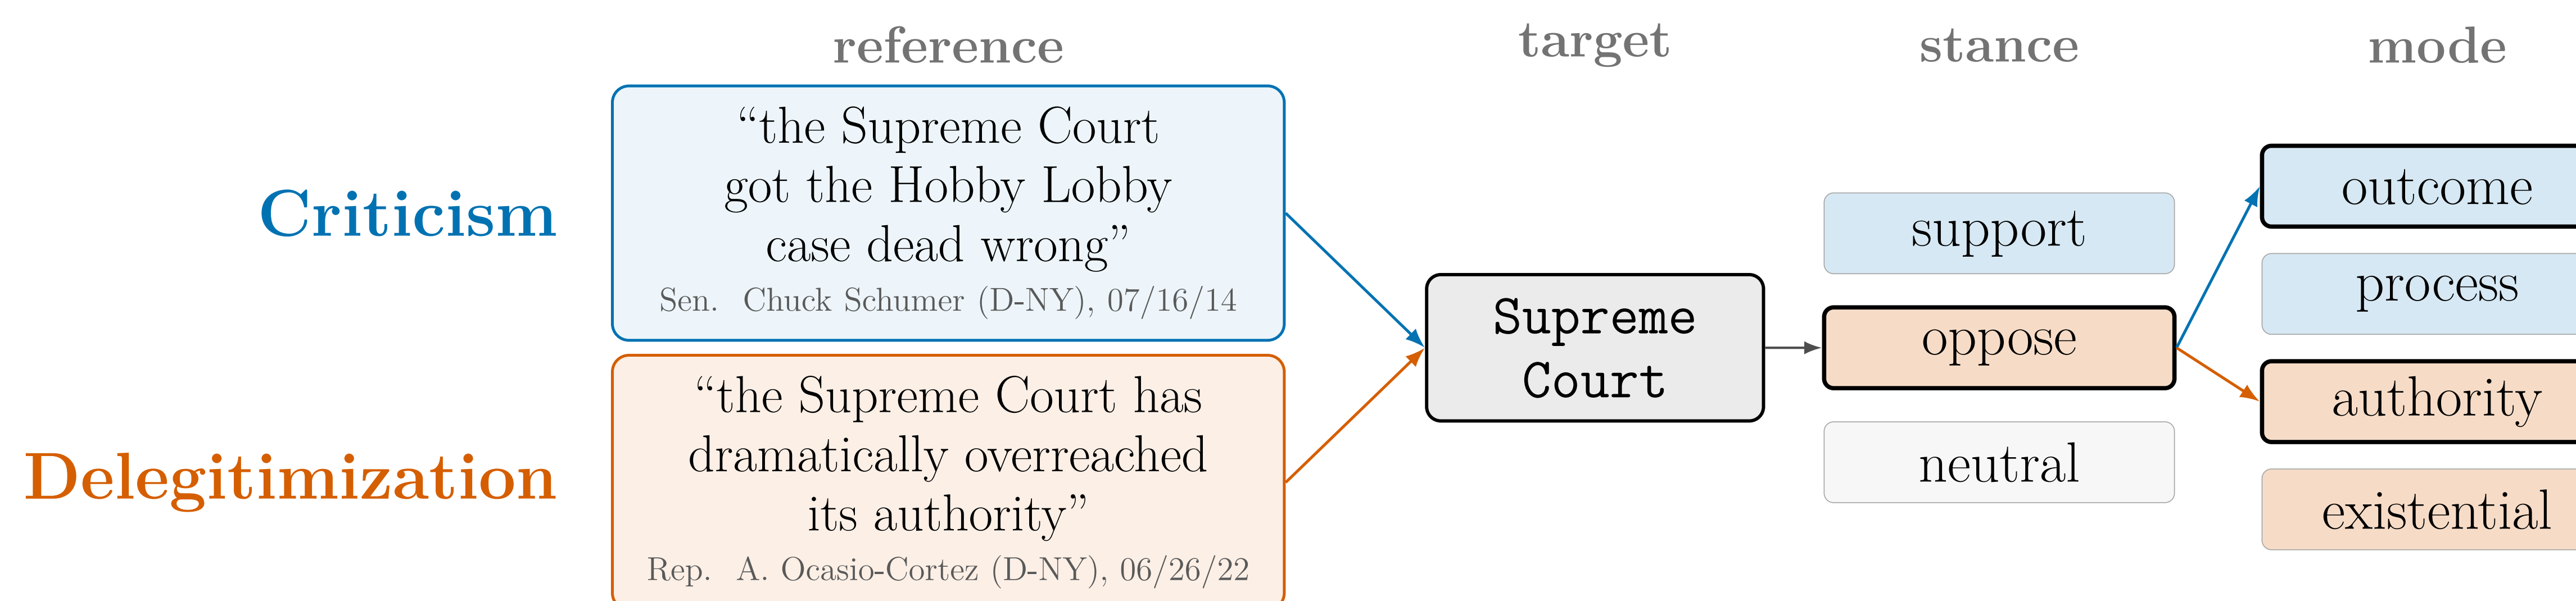 reference
target
stance
mode
Criticism
“the Supreme Court
got the Hobby Lobby
case dead wrong”
Sen. Chuck Schumer (D-NY), 07/16/14
Delegitimization
“the Supreme Court has
dramatically overreached
its authority”
Rep. A. Ocasio-Cortez (D-NY), 06/26/22
Supreme
Court
support
oppose
neutral
outcome
process
authority
existential